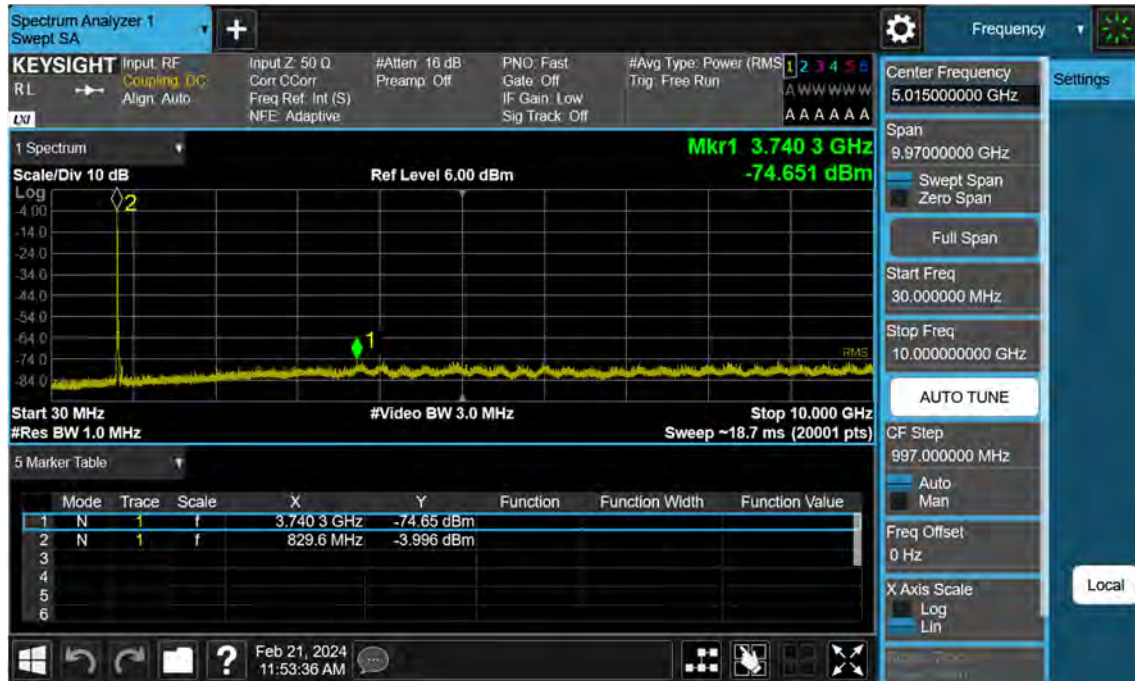 Spectrum Analyzer 1
Swept SA
+
Frequency
KEYSIGHT
RL
LXI
Input: RF
Coupling: DC
Align: Auto
Input Z: 50 Ω
Corr CCorr
Freq Ref: Int (S)
NFE: Adaptive
#Atten: 16 dB
Preamp: Off
PNO: Fast
Gate: Off
IF Gain: Low
Sig Track: Off
#Avg Type: Power (RMS
Trig: Free Run
1 2 3 4 5 6
A W W W W W
A A A A A A
1 Spectrum
Scale/Div 10 dB
Ref Level 6.00 dBm
Mkr1 3.740 3 GHz
-74.651 dBm
Log
-4.00
-14.0
-24.0
-34.0
-44.0
-54.0
-64.0
-74.0
-84.0
2
1
RMS
Start 30 MHz
#Video BW 3.0 MHz
Stop 10.000 GHz
#Res BW 1.0 MHz
Sweep ~18.7 ms (20001 pts)
5 Marker Table
Mode Trace Scale X Y Function Function Width Function Value
1 N 1 f 3.740 3 GHz -74.65 dBm
2 N 1 f 829.6 MHz -3.996 dBm
3
4
5
6
?
Feb 21, 2024
11:53:36 AM
Center Frequency
5.015000000 GHz
Span
9.97000000 GHz
Swept Span
Zero Span
Full Span
Start Freq
30.000000 MHz
Stop Freq
10.000000000 GHz
AUTO TUNE
CF Step
997.000000 MHz
Auto
Man
Freq Offset
0 Hz
X Axis Scale
Log
Lin
Settings
Local